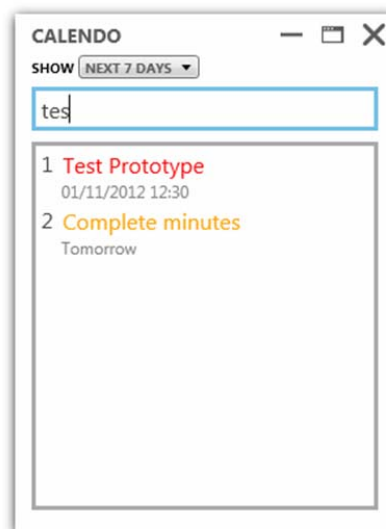 CALENDO
SHOW NEXT 7 DAYS
tes
1 Test Prototype
01/11/2012 12:30
2 Complete minutes
Tomorrow